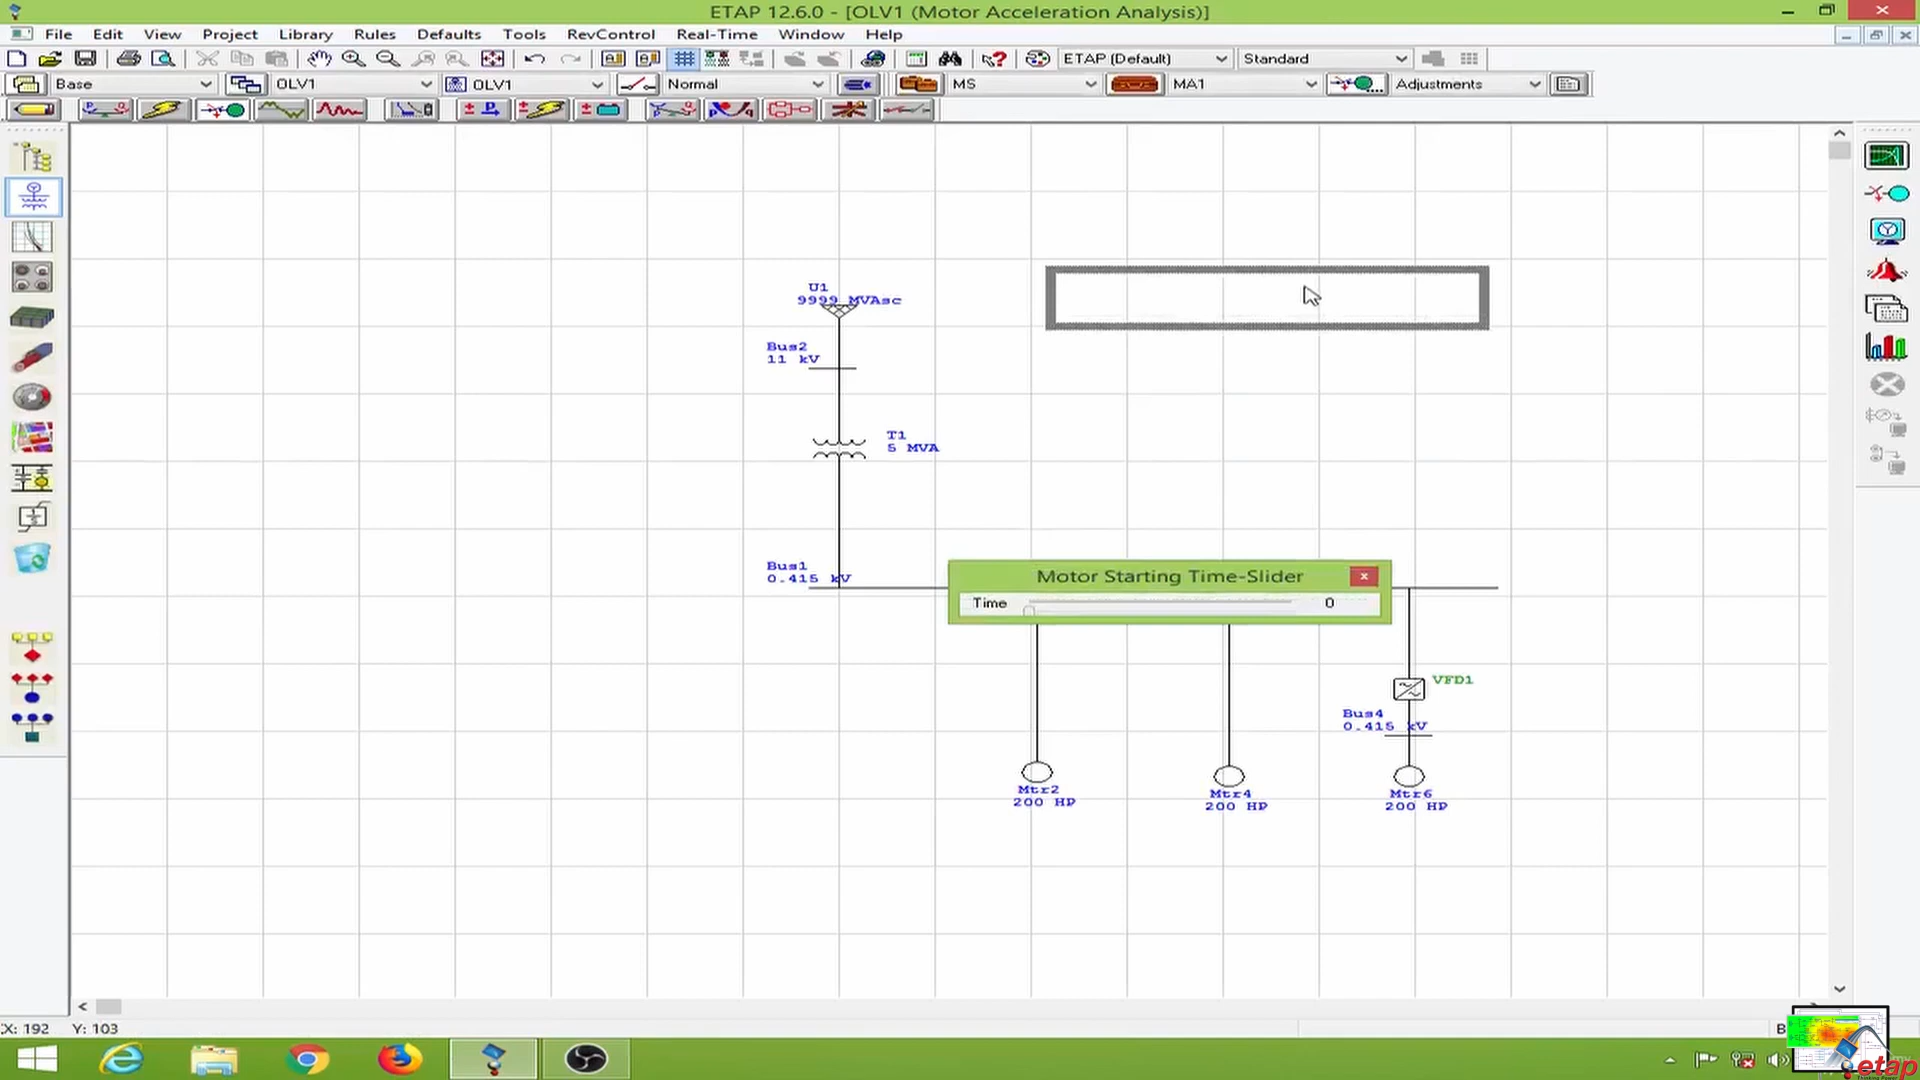 ETAP 12.6.0 - [OLV1 (Motor Acceleration Analysis)]
File Edit View Project Library Rules Defaults Tools RevControl Real-Time Window Help
ETAP (Default) Standard
Base OLV1 OLV1 Normal MS MA1 Adjustments
U1
9999 MVAsc
Bus2
11 kV
T1
5 MVA
Bus1
0.415 kV
Motor Starting Time-Slider
Time 0
VFD1
Bus4
0.415 kV
Mtr2
200 HP
Mtr4
200 HP
Mtr6
200 HP
X: 192 Y: 103
etap